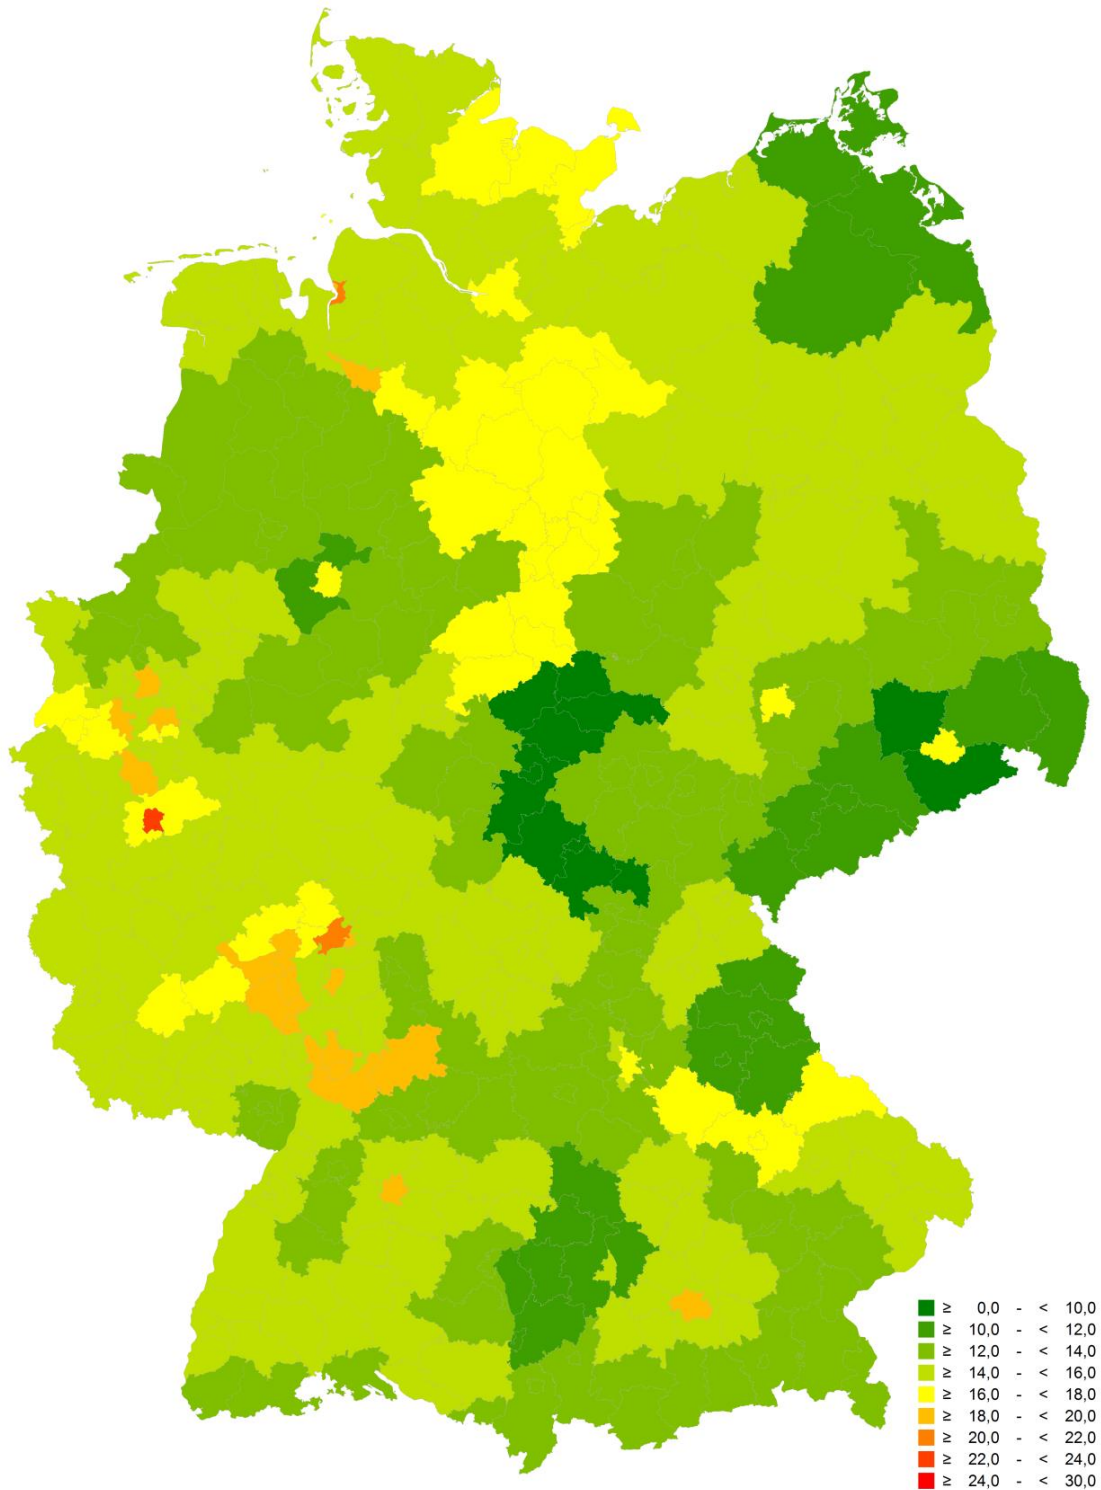 ≥ 0,0 - < 10,0
≥ 10,0 - < 12,0
≥ 12,0 - < 14,0
≥ 14,0 - < 16,0
≥ 16,0 - < 18,0
≥ 18,0 - < 20,0
≥ 20,0 - < 22,0
≥ 22,0 - < 24,0
≥ 24,0 - < 30,0